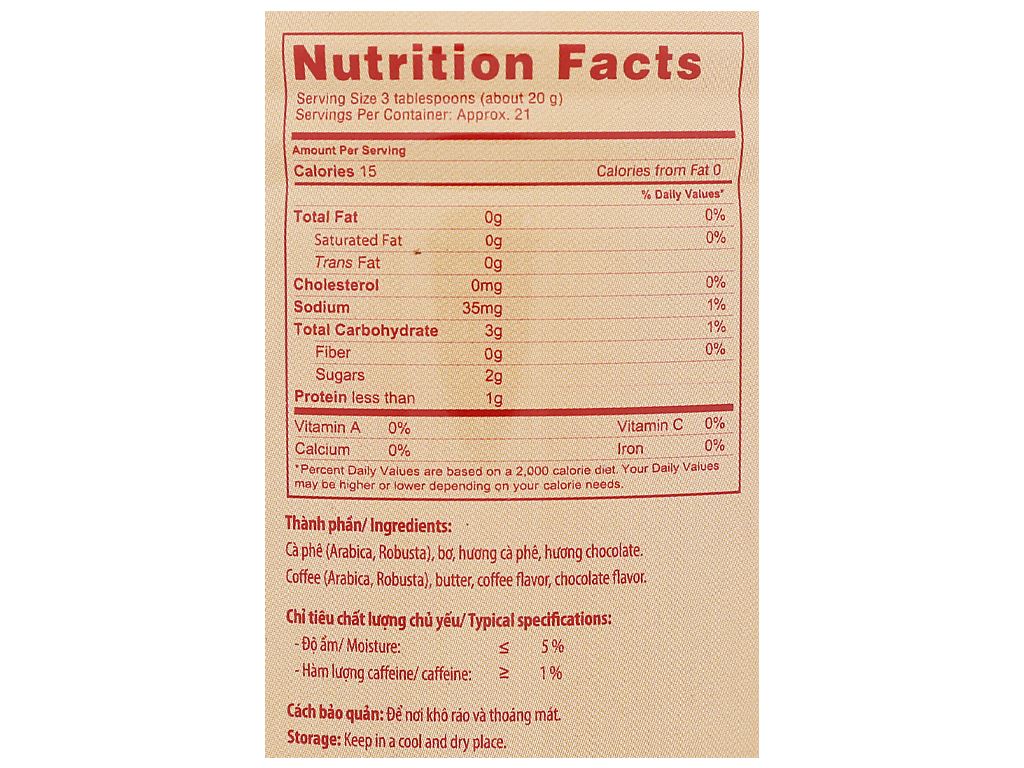 Nutrition Facts
Serving Size 3 tablespoons (about 20 g)
Servings Per Container: Approx. 21
Amount Per Serving
Calories 15 Calories from Fat 0
% Daily Values*
Total Fat 0g 0%
Saturated Fat 0g 0%
Trans Fat 0g
Cholesterol 0mg 0%
Sodium 35mg 1%
Total Carbohydrate 3g 1%
Fiber 0g 0%
Sugars 2g
Protein less than 1g
Vitamin A 0% Vitamin C 0%
Calcium 0% Iron 0%
*Percent Daily Values are based on a 2,000 calorie diet. Your Daily Values
may be higher or lower depending on your calorie needs.
Thành phần/ Ingredients:
Cà phê (Arabica, Robusta), bơ, hương cà phê, hương chocolate.
Coffee (Arabica, Robusta), butter, coffee flavor, chocolate flavor.
Chỉ tiêu chất lượng chủ yếu/ Typical specifications:
- Độ ẩm/ Moisture: ≤ 5 %
- Hàm lượng caffeine/ caffeine: ≥ 1 %
Cách bảo quản: Để nơi khô ráo và thoáng mát.
Storage: Keep in a cool and dry place.